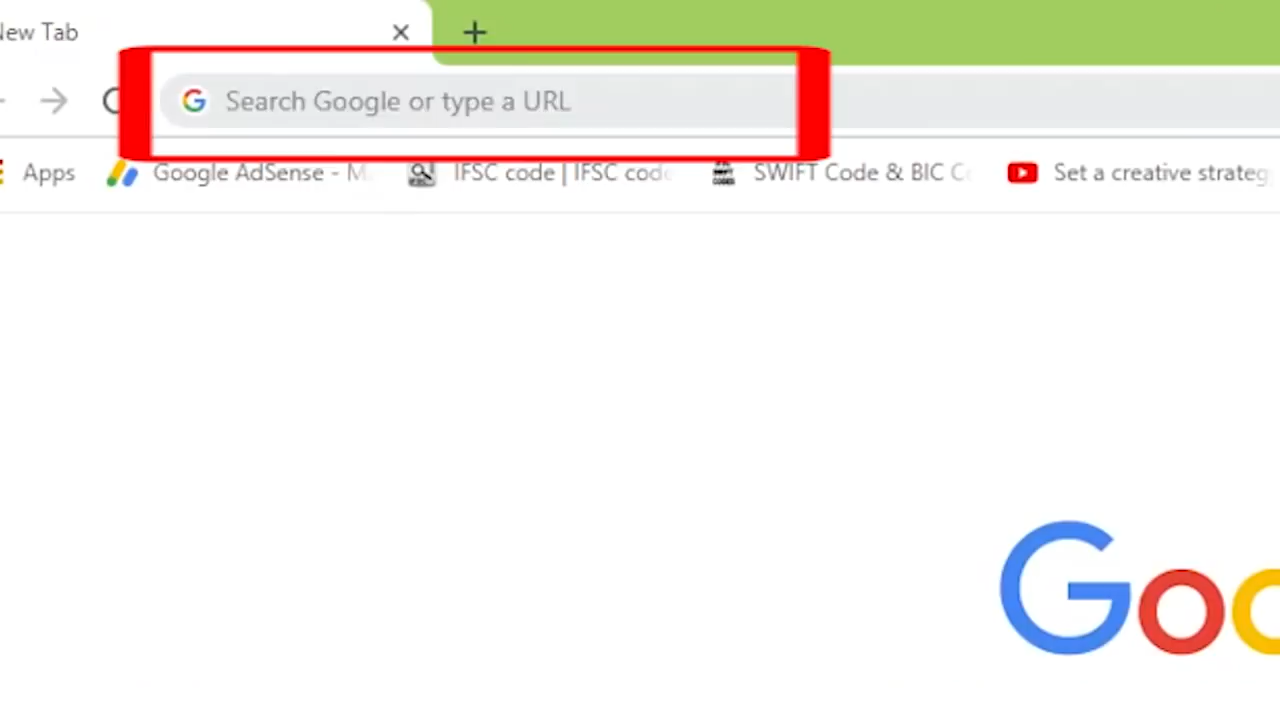 New Tab
Search Google or type a URL
Apps Google AdSense - M IFSC code | IFSC code SWIFT Code & BIC Co Set a creative strateg
Goo